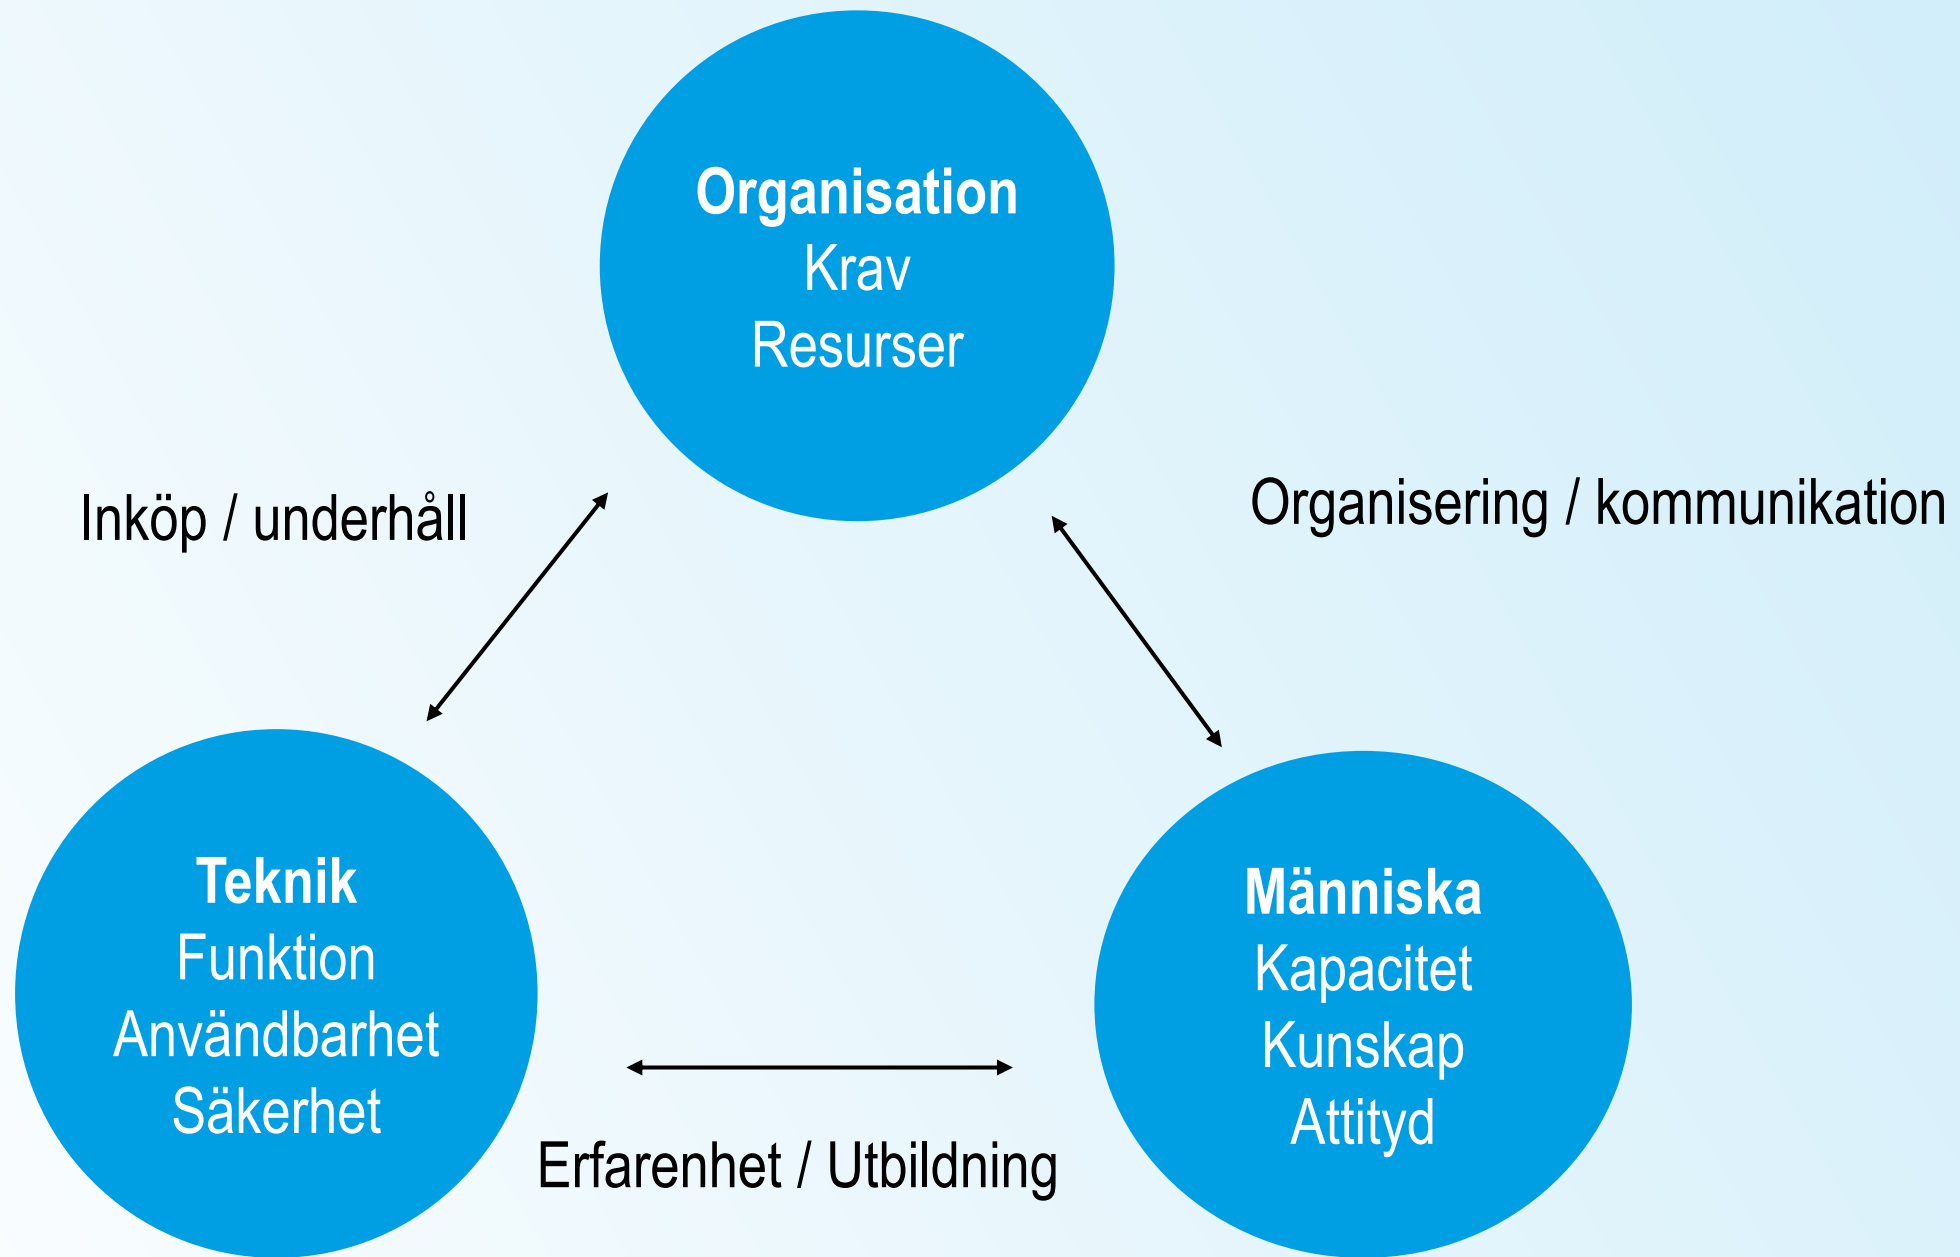 Organisation
Krav
Resurser
Inköp / underhåll
Organisering / kommunikation
Teknik
Funktion
Användbarhet
Säkerhet
Människa
Kapacitet
Kunskap
Attityd
Erfarenhet / Utbildning